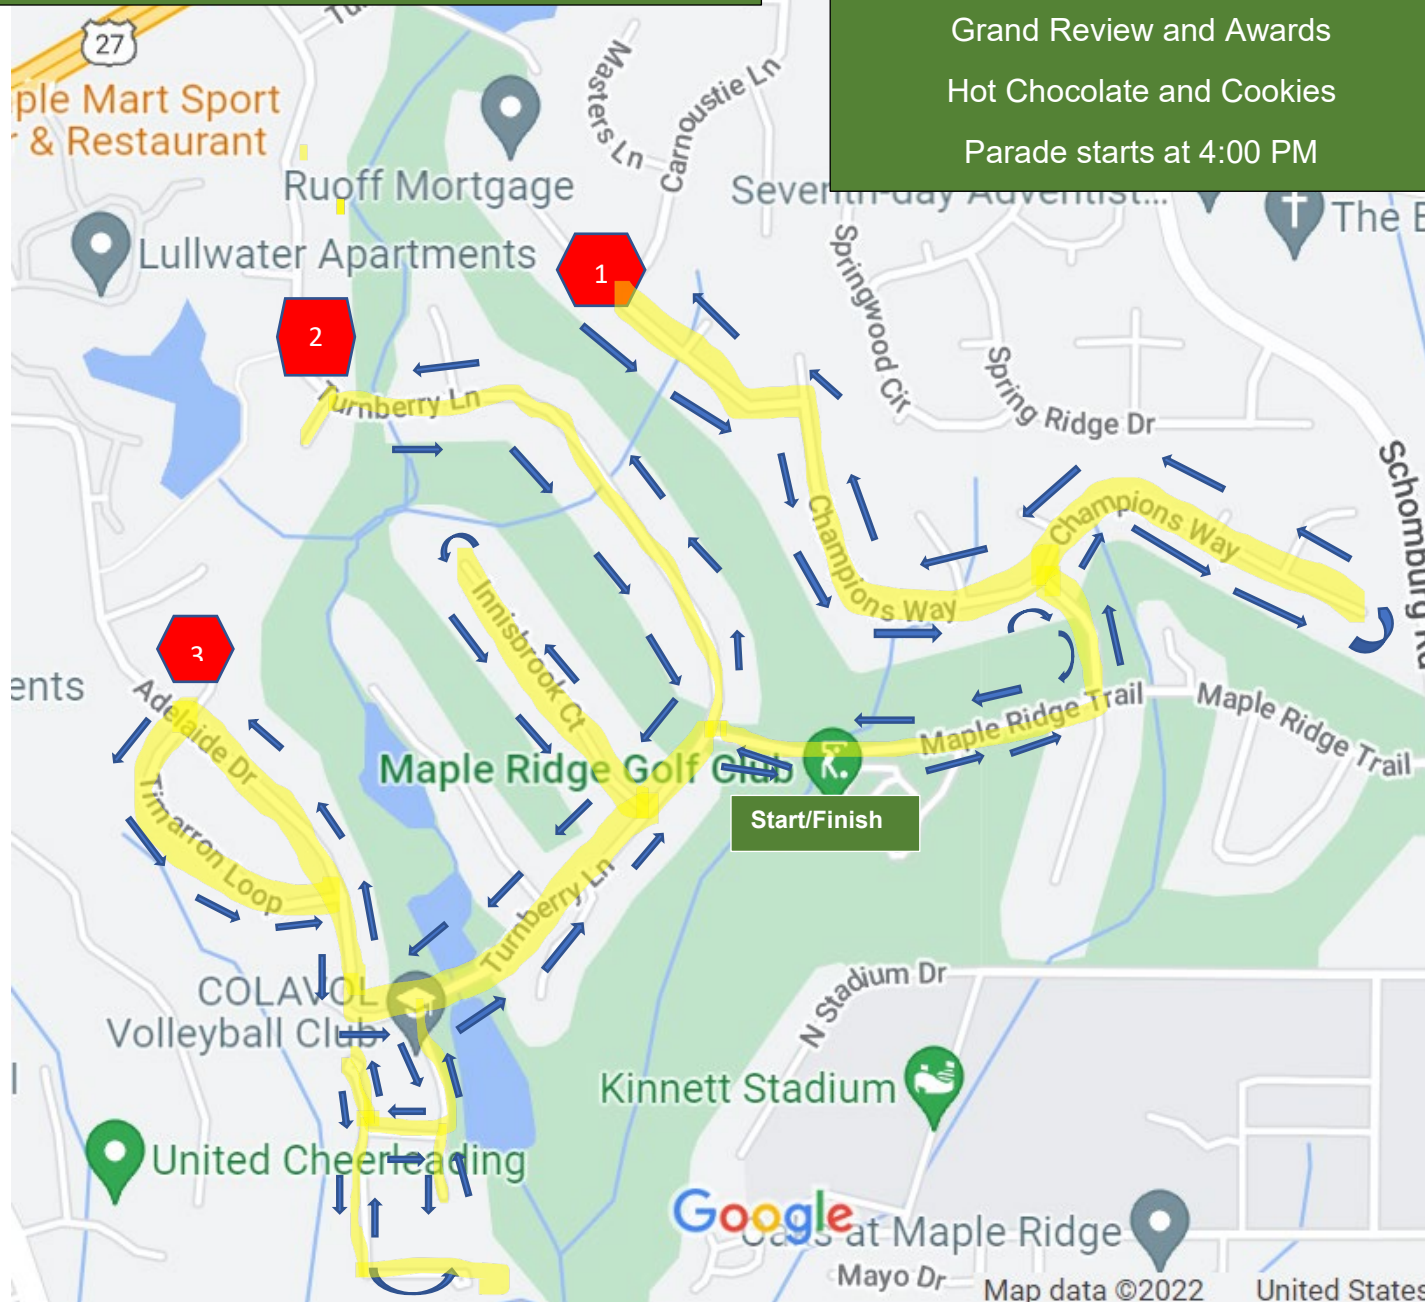 Grand Review and Awards
Hot Chocolate and Cookies
Parade starts at 4:00 PM
27
Masters Ln
Carnoustie Ln
ple Mart Sport
& Restaurant
Ruoff Mortgage
Seventh-day Adventist...
The
Lullwater Apartments
1
2
Springwood Cir
Spring Ridge Dr
Turnberry Ln
Schomburg
Champions Way
Champions Way
Innisbrook Ct
3
ents
Adelaide Dr
Maple Ridge Trail
Maple Ridge Trail
Maple Ridge Golf Club
Start/Finish
Timarron Loop
Turnberry Ln
COLAVOL
Volleyball Club
N Stadium Dr
Kinnett Stadium
United Cheerleading
Google
at Maple Ridge
Mayo Dr
Map data ©2022
United States